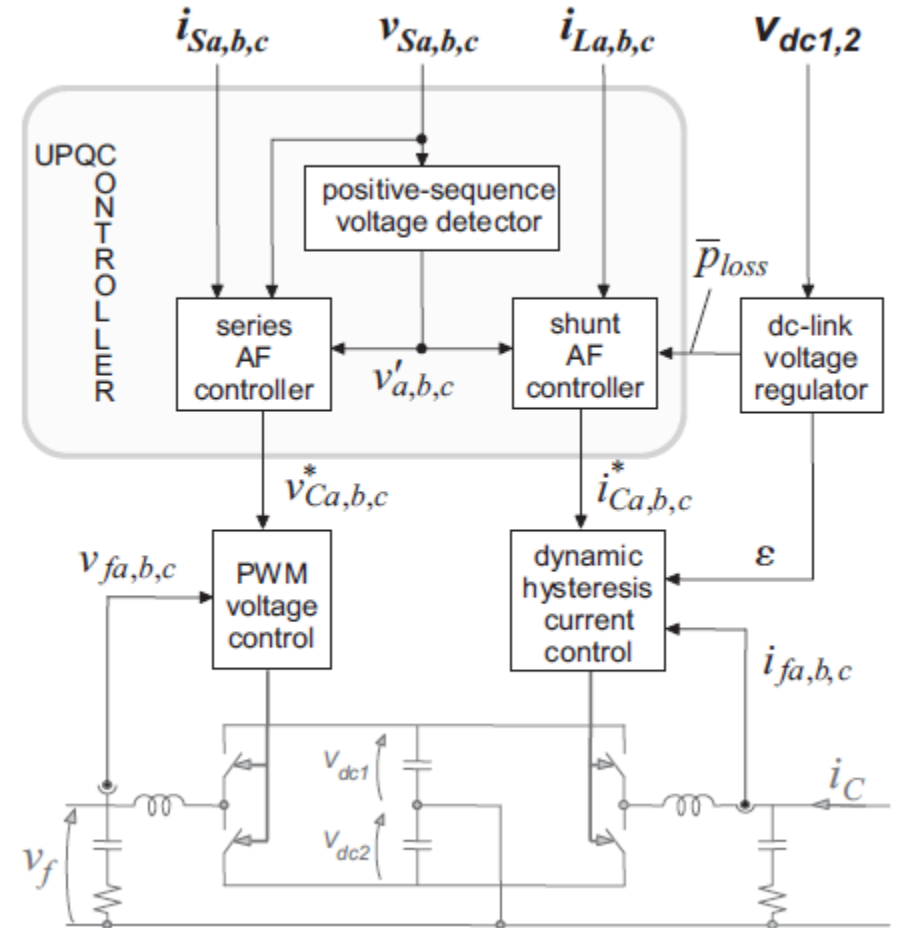 i_{Sa,b,c}
v_{Sa,b,c}
i_{La,b,c}
v_{dc1,2}
UPQC
O
N
T
R
O
L
L
E
R
positive-sequence
voltage detector
p̅_{loss}
series
AF
controller
v'_{a,b,c}
shunt
AF
controller
dc-link
voltage
regulator
v^*_{Ca,b,c}
i^*_{Ca,b,c}
v_{fa,b,c}
PWM
voltage
control
dynamic
hysteresis
current
control
ε
i_{fa,b,c}
V_{dc1}
V_{dc2}
i_C
v_f